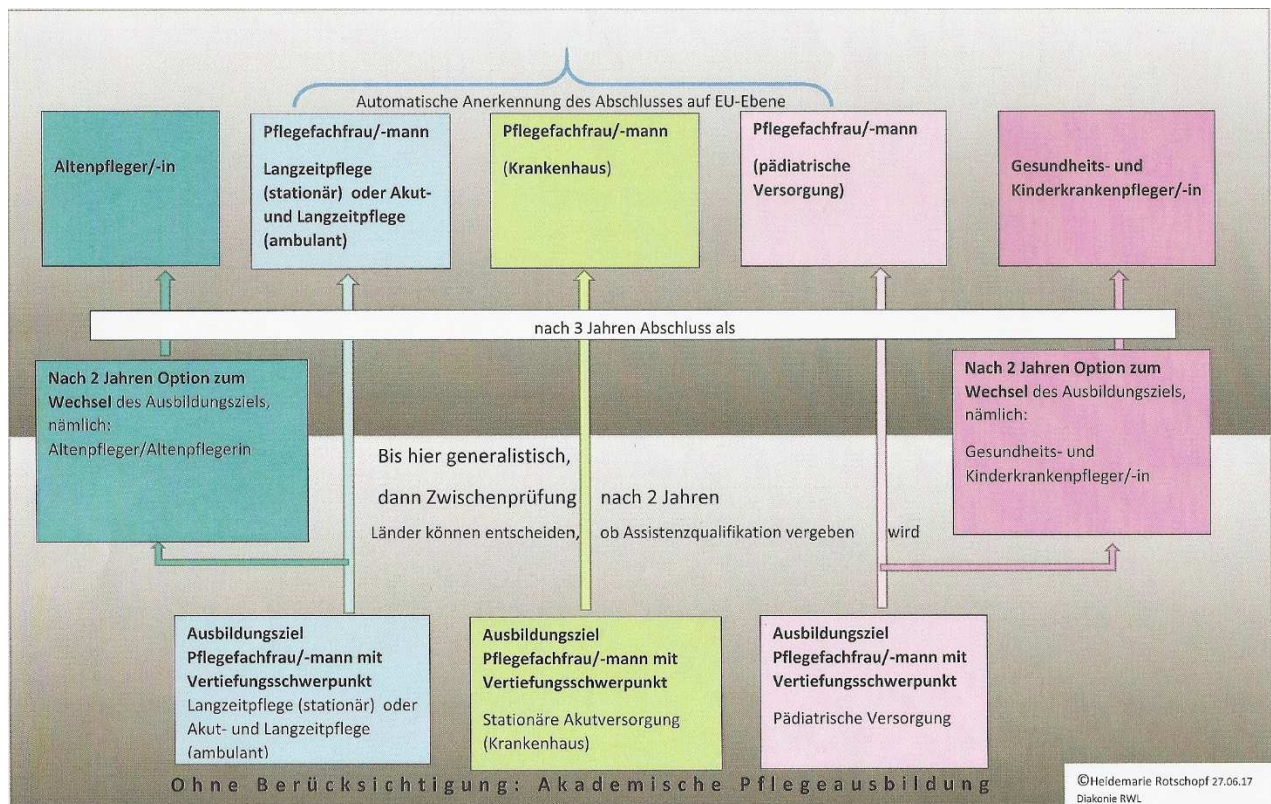 Automatische Anerkennung des Abschlusses auf EU-Ebene
Altenpfleger/-in
Pflegefachfrau/-mann
Langzeitpflege
(stationär) oder Akut-
und Langzeitpflege
(ambulant)
Pflegefachfrau/-mann
(Krankenhaus)
Pflegefachfrau/-mann
(pädiatrische
Versorgung)
Gesundheits- und
Kinderkrankenpfleger/-in
nach 3 Jahren Abschluss als
Nach 2 Jahren Option zum
Wechsel des Ausbildungsziels,
nämlich:
Altenpfleger/Altenpflegerin
Bis hier generalistisch,
dann Zwischenprüfung nach 2 Jahren
Länder können entscheiden, ob Assistenzqualifikation vergeben wird
Nach 2 Jahren Option zum
Wechsel des Ausbildungsziels,
nämlich:
Gesundheits- und
Kinderkrankenpfleger/-in
Ausbildungsziel
Pflegefachfrau/-mann mit
Vertiefungsschwerpunkt
Langzeitpflege (stationär) oder
Akut- und Langzeitpflege
(ambulant)
Ausbildungsziel
Pflegefachfrau/-mann mit
Vertiefungsschwerpunkt
Stationäre Akutversorgung
(Krankenhaus)
Ausbildungsziel
Pflegefachfrau/-mann mit
Vertiefungsschwerpunkt
Pädiatrische Versorgung
Ohne Berücksichtigung: Akademische Pflegeausbildung
©Heidemarie Rotschopf 27.06.17
Diakonie RWL